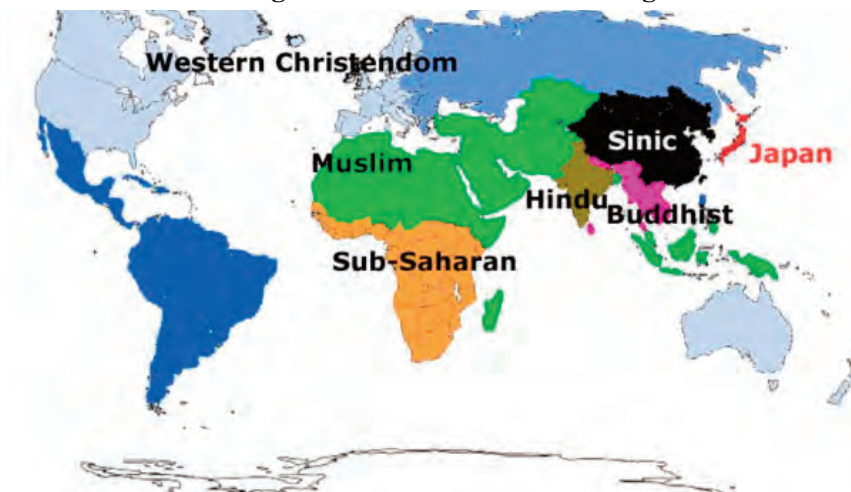 Western Christendom
Sinic
Japan
Muslim
Hindu
Buddhist
Sub-Saharan